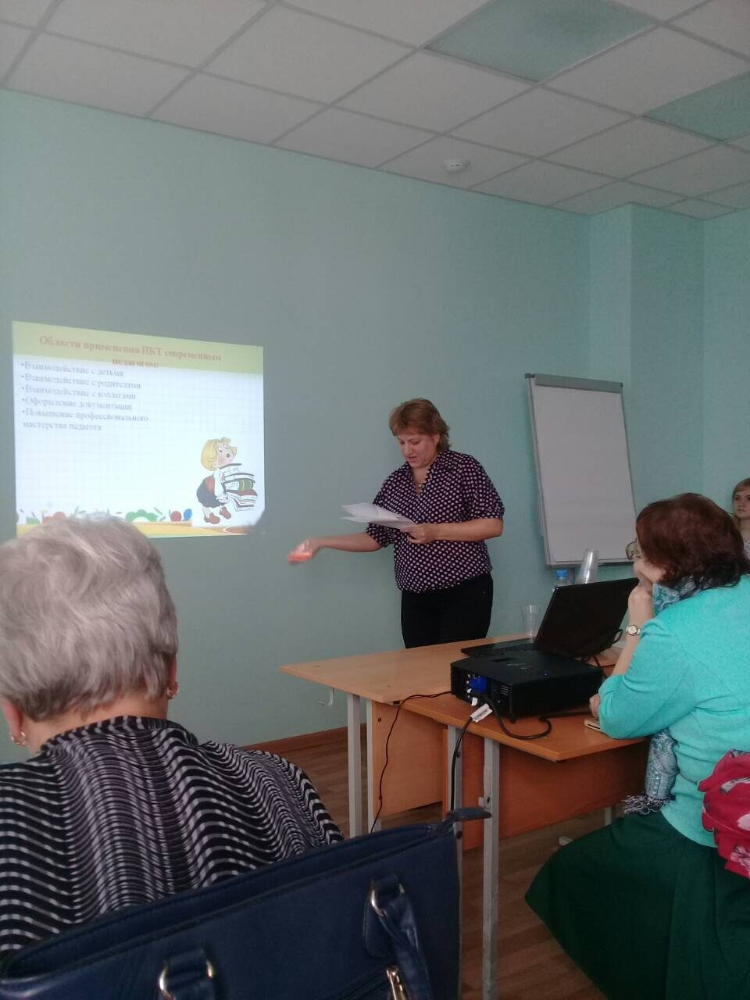 Области применения ИКТ современным
педагогом:
•Взаимодействие с детьми
•Взаимодействие с родителями
•Взаимодействие с коллегами
•Оформление документации
•Повышение профессионального
мастерства педагога